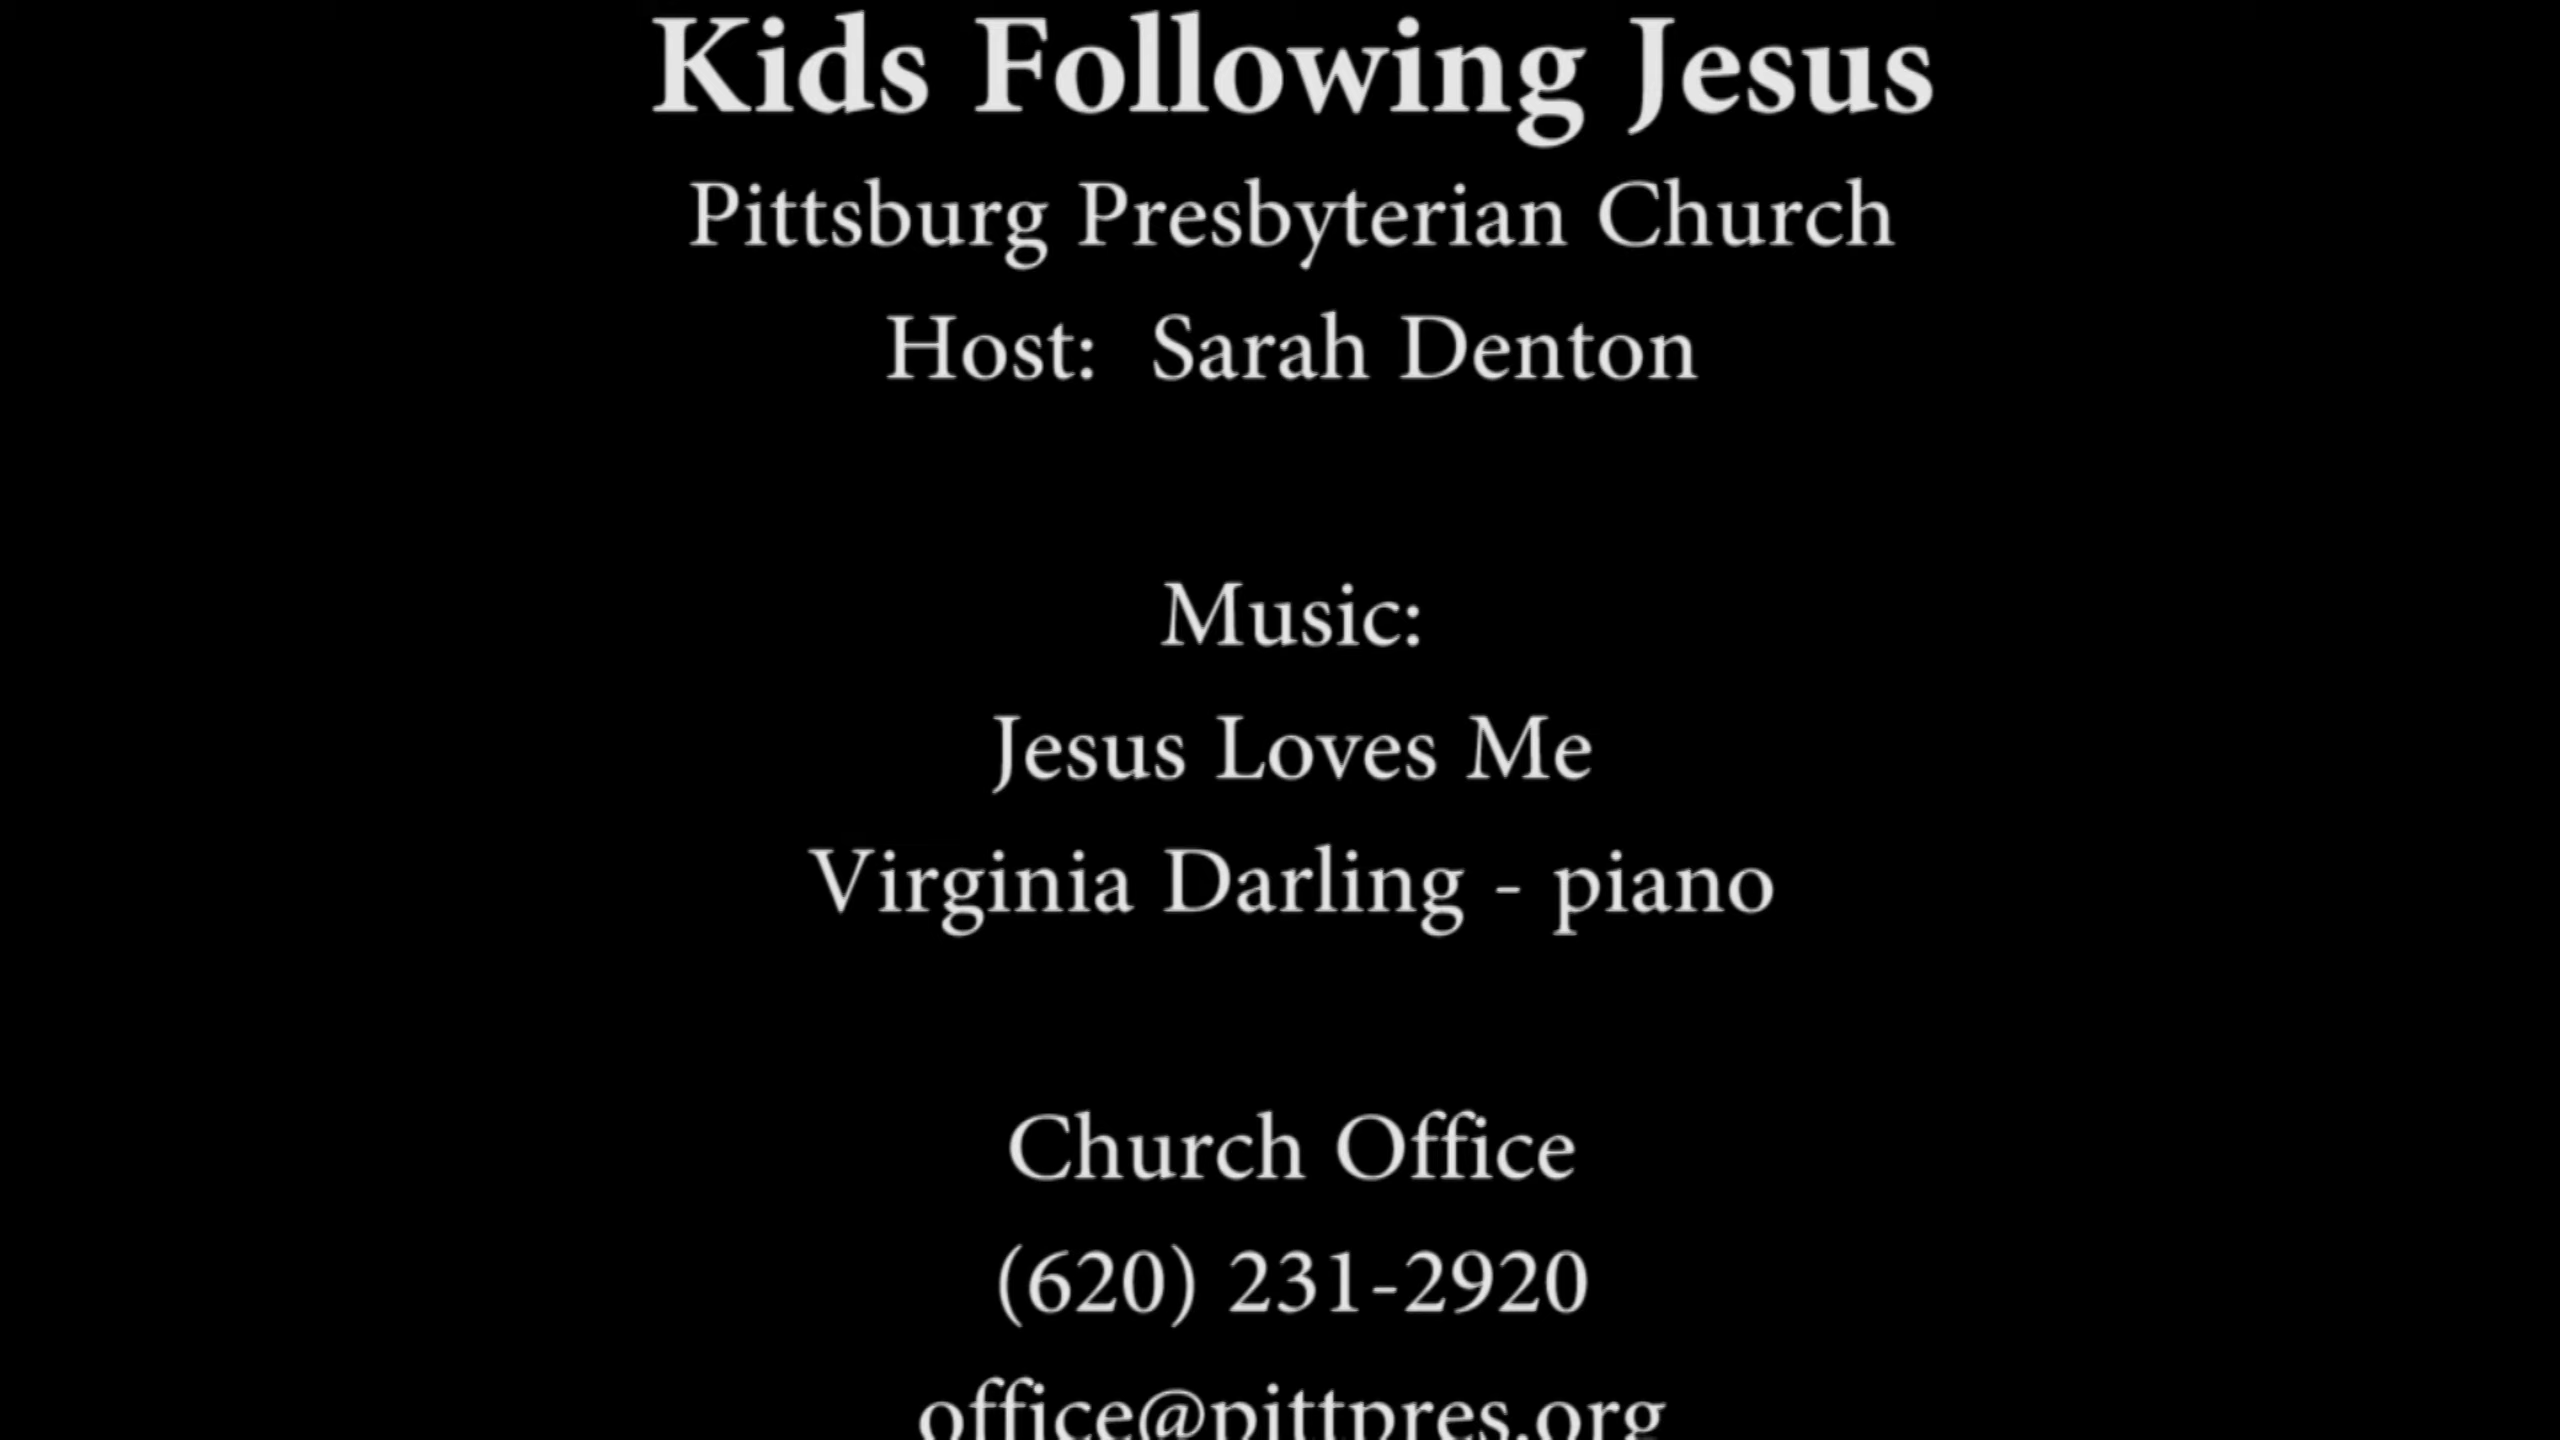 Kids Following Jesus
Pittsburg Presbyterian Church
Host:  Sarah Denton
Music:
Jesus Loves Me
Virginia Darling - piano
Church Office
(620) 231-2920
office@pittpres.org